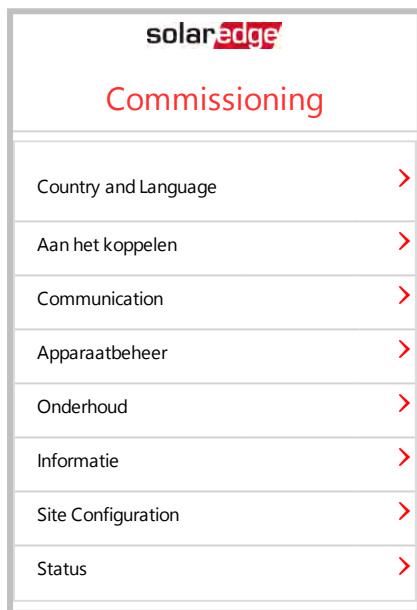 solaredge
Commissioning
Country and Language
Aan het koppelen
Communication
Apparaatbeheer
Onderhoud
Informatie
Site Configuration
Status